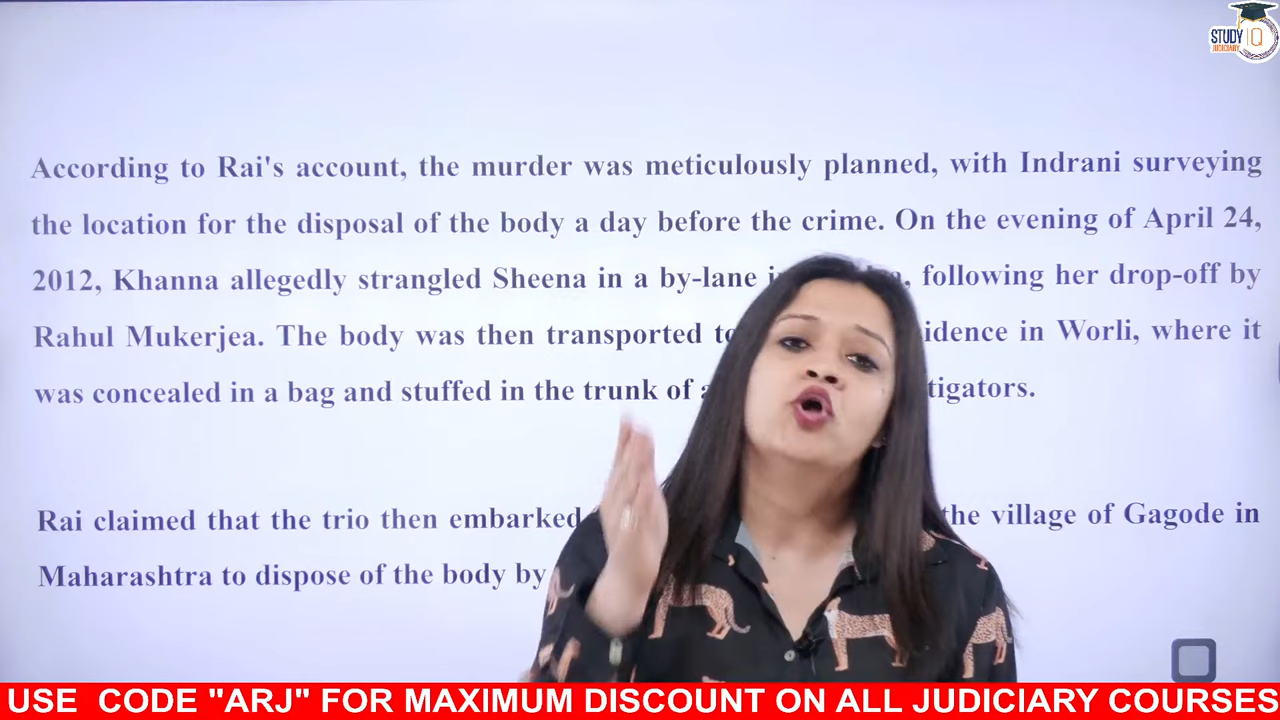 STUDY IQ
JUDICIARY
According to Rai's account, the murder was meticulously planned, with Indrani surveying
the location for the disposal of the body a day before the crime. On the evening of April 24,
2012, Khanna allegedly strangled Sheena in a by-lane following her drop-off by
Rahul Mukerjea. The body was then transported in Worli, where it
was concealed in a bag and stuffed in the trunk of
Rai claimed that the trio then embarked the village of Gagode in
Maharashtra to dispose of the body by
USE CODE "ARJ" FOR MAXIMUM DISCOUNT ON ALL JUDICIARY COURSES